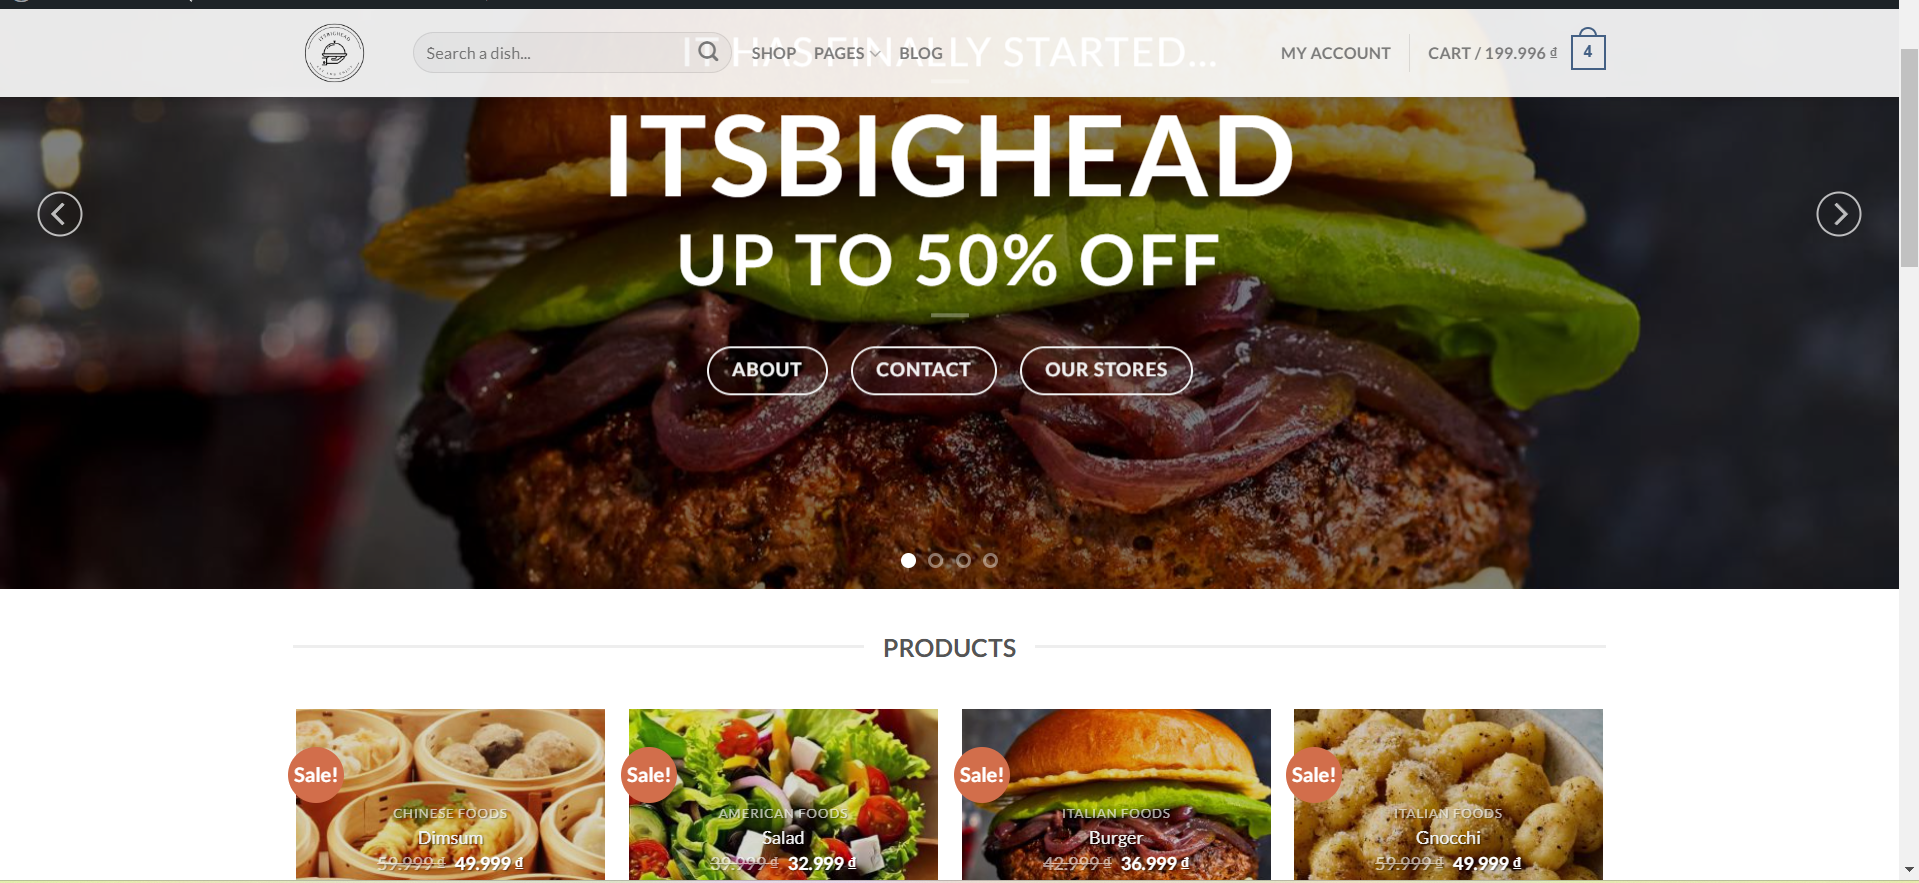 ITSBIGHEAD
Search a dish...
SHOP PAGES BLOG
MY ACCOUNT
CART / 199.996 ₫
4
IT HAS FINALLY STARTED...
ITSBIGHEAD
UP TO 50% OFF
ABOUT CONTACT OUR STORES
PRODUCTS
Sale!
CHINESE FOODS
Dimsum
59.999 ₫ 49.999 ₫
Sale!
AMERICAN FOODS
Salad
39.999 ₫ 32.999 ₫
Sale!
ITALIAN FOODS
Burger
42.999 ₫ 36.999 ₫
Sale!
ITALIAN FOODS
Gnocchi
59.999 ₫ 49.999 ₫